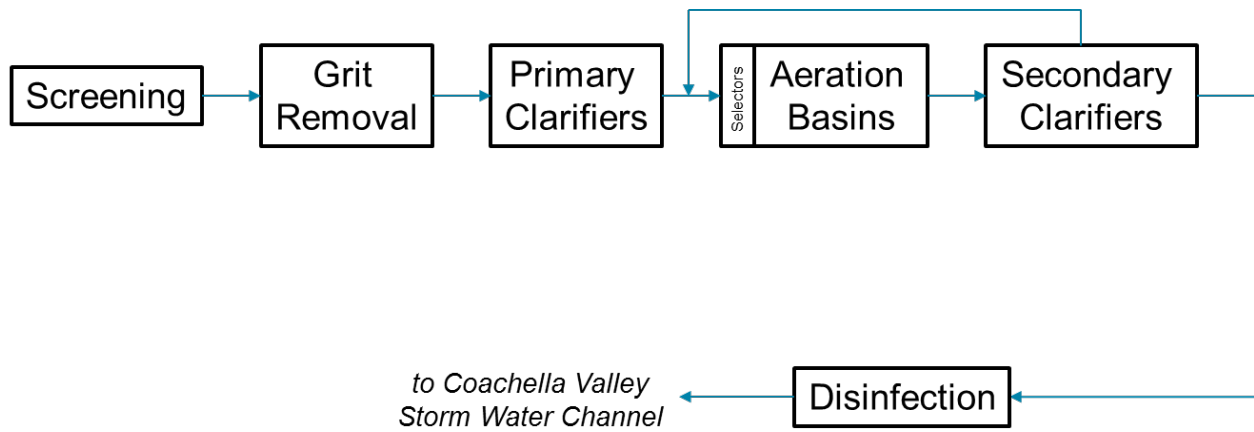 Screening
Grit
Removal
Primary
Clarifiers
Selectors
Aeration
Basins
Secondary
Clarifiers
to Coachella Valley
Storm Water Channel
Disinfection